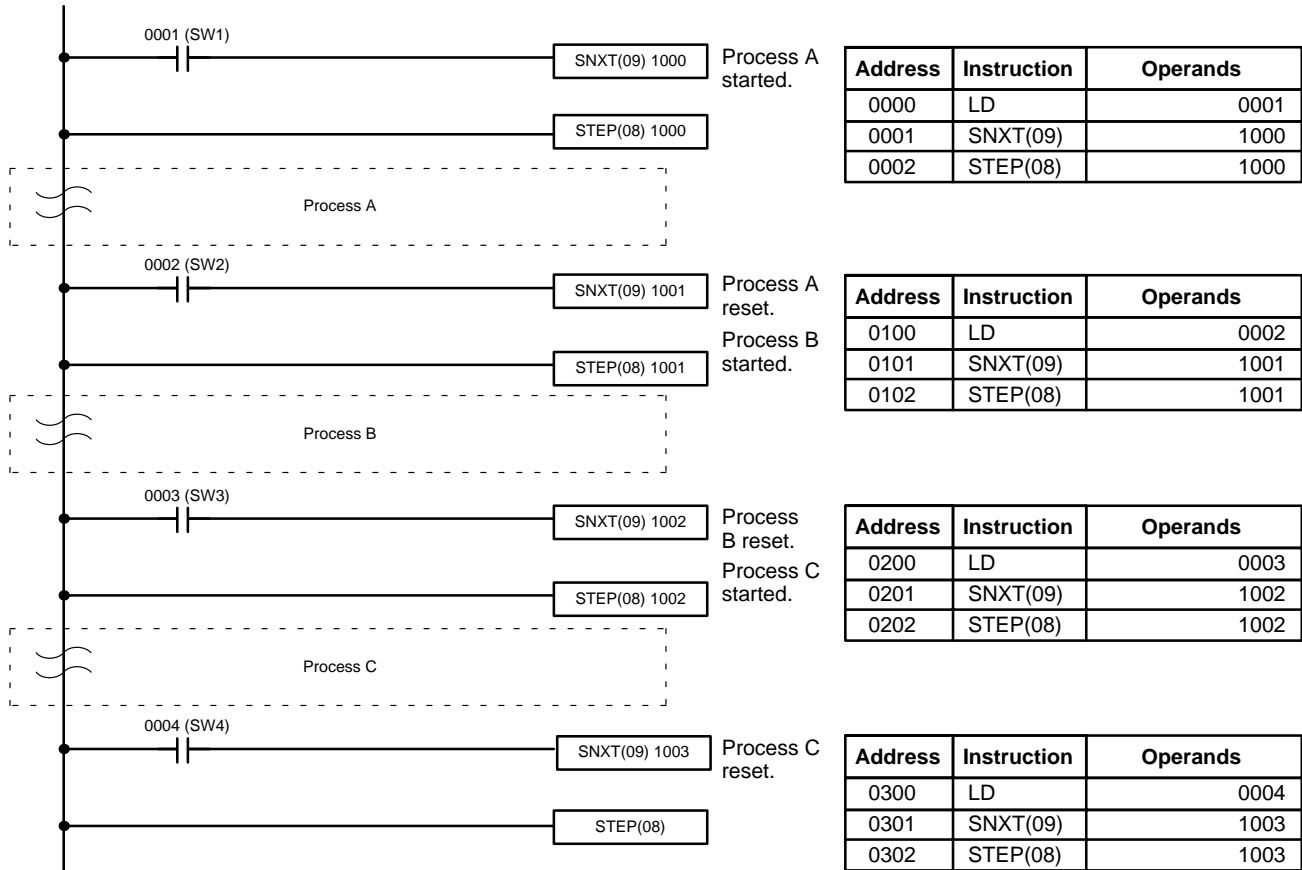 0001 (SW1)
SNXT(09) 1000
Process A
started.
STEP(08) 1000
Process A
Address Instruction Operands
0000 LD 0001
0001 SNXT(09) 1000
0002 STEP(08) 1000
0002 (SW2)
SNXT(09) 1001
Process A
reset.
Process B
started.
STEP(08) 1001
Process B
Address Instruction Operands
0100 LD 0002
0101 SNXT(09) 1001
0102 STEP(08) 1001
0003 (SW3)
SNXT(09) 1002
Process
B reset.
Process C
started.
STEP(08) 1002
Process C
Address Instruction Operands
0200 LD 0003
0201 SNXT(09) 1002
0202 STEP(08) 1002
0004 (SW4)
SNXT(09) 1003
Process C
reset.
STEP(08)
Address Instruction Operands
0300 LD 0004
0301 SNXT(09) 1003
0302 STEP(08) 1003